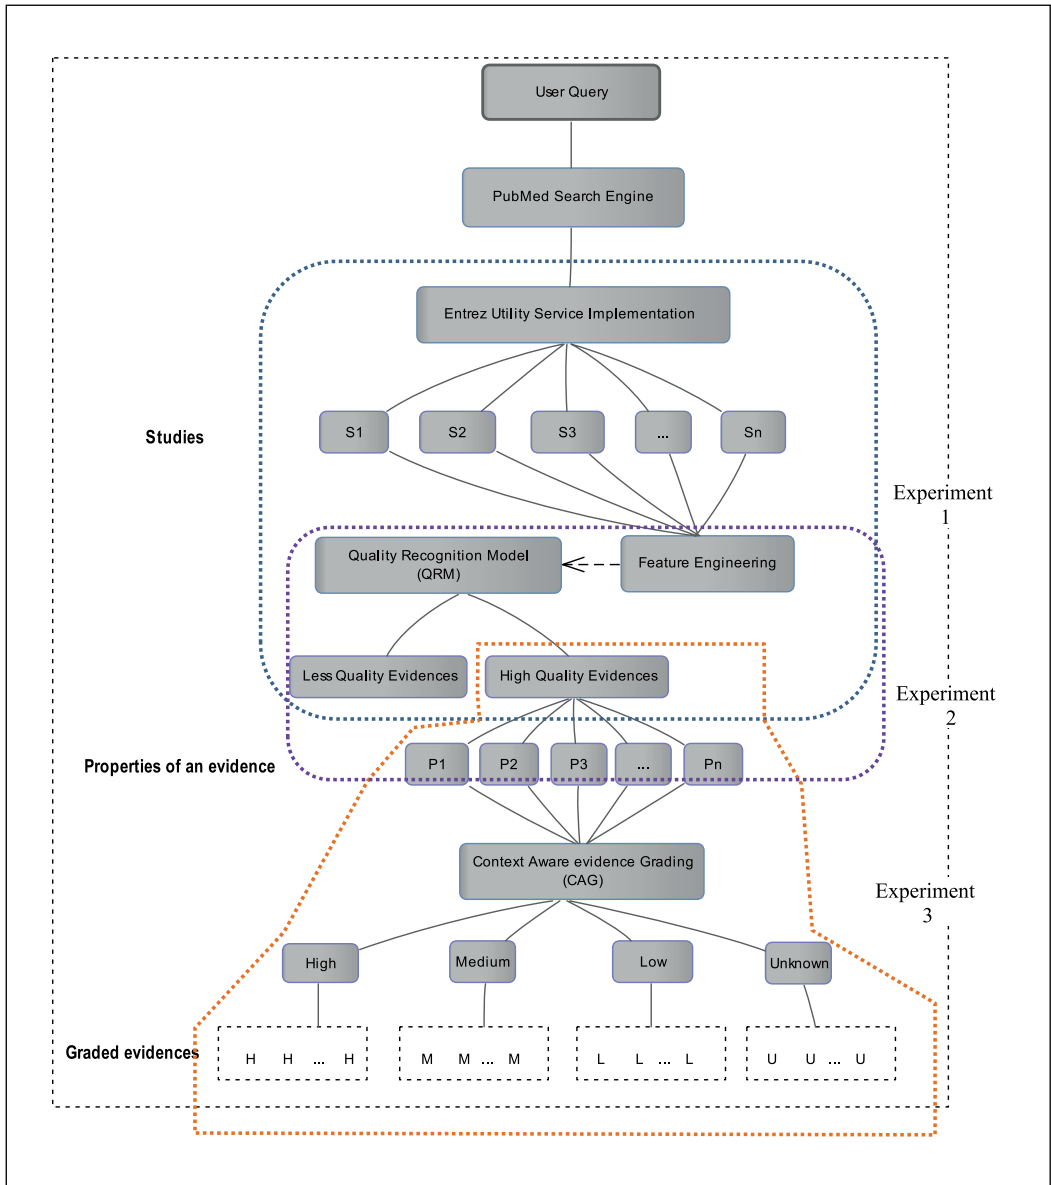 User Query
PubMed Search Engine
Entrez Utility Service Implementation
S1 S2 S3 ... Sn
Studies
Experiment
1
Quality Recognition Model
(QRM)
Feature Engineering
Less Quality Evidences
High Quality Evidences
Experiment
2
P1 P2 P3 ... Pn
Properties of an evidence
Context Aware evidence Grading
(CAG)
Experiment
3
High Medium Low Unknown
Graded evidences
H H ... H
M M ... M
L L ... L
U U ... U